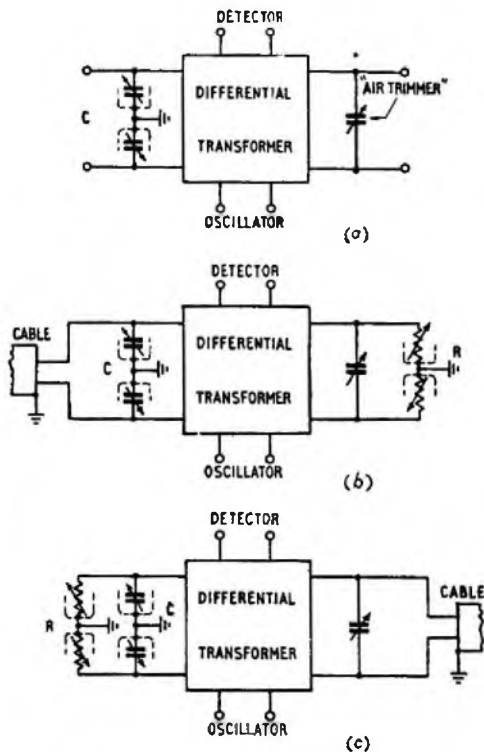 DETECTOR
DIFFERENTIAL
TRANSFORMER
C
"AIR TRIMMER"
OSCILLATOR
(a)
DETECTOR
CABLE
DIFFERENTIAL
TRANSFORMER
C
R
OSCILLATOR
(b)
DETECTOR
CABLE
DIFFERENTIAL
TRANSFORMER
R
C
OSCILLATOR
(c)